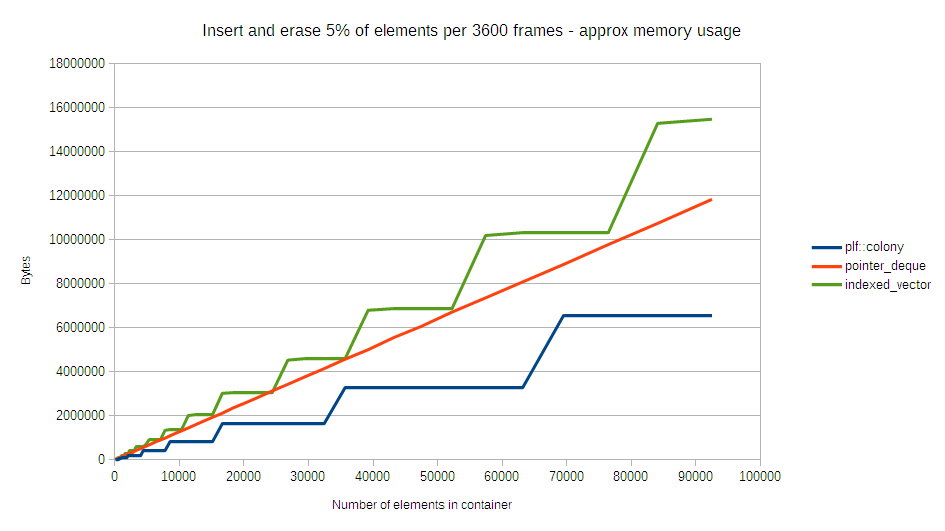 Insert and erase 5% of elements per 3600 frames - approx memory usage
18000000
16000000
14000000
12000000
10000000
8000000
6000000
4000000
2000000
0
Bytes
0 10000 20000 30000 40000 50000 60000 70000 80000 90000 100000
Number of elements in container
plf::colony
pointer_deque
indexed_vector